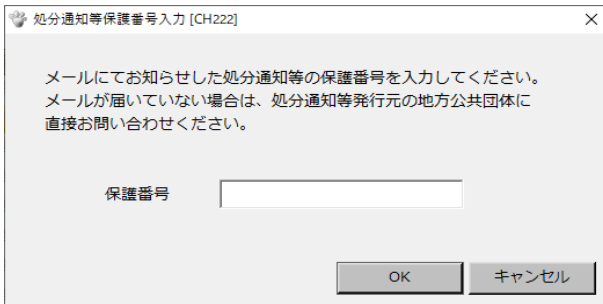 処分通知等保護番号入力 [CH222]
メールにてお知らせした処分通知等の保護番号を入力してください。
メールが届いていない場合は、処分通知等発行元の地方公共団体に
直接お問い合わせください。
保護番号
OK
キャンセル